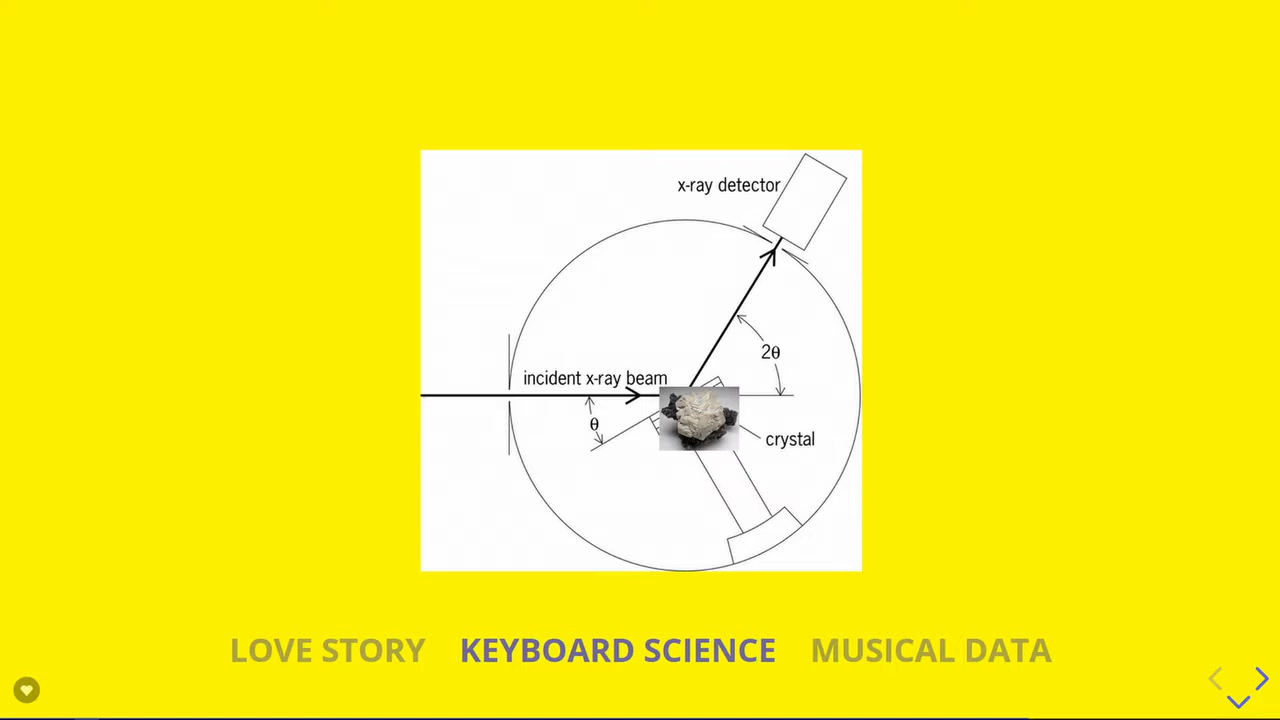 x-ray detector
2θ
incident x-ray beam
θ
crystal
LOVE STORY KEYBOARD SCIENCE MUSICAL DATA